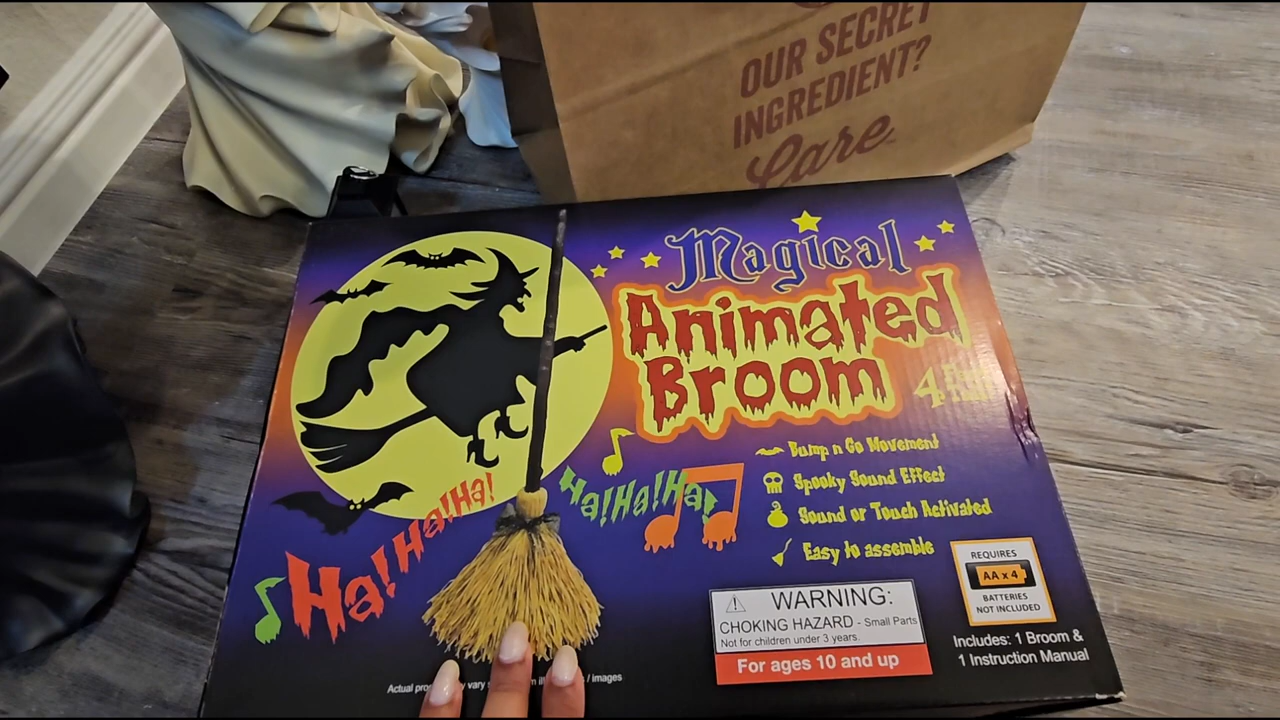 OUR SECRET
INGREDIENT?
Care
Magical
Animated
Broom
4
Bump n Go Movement
Spooky Sound Effect
Sound or Touch Activated
Easy to assemble
Ha!Ha!Ha!Ha!
Ha!Ha!Ha!
REQUIRES
AA x 4
BATTERIES
NOT INCLUDED
WARNING:
CHOKING HAZARD - Small Parts
Not for children under 3 years.
For ages 10 and up
Includes: 1 Broom &
1 Instruction Manual
Actual vary / images